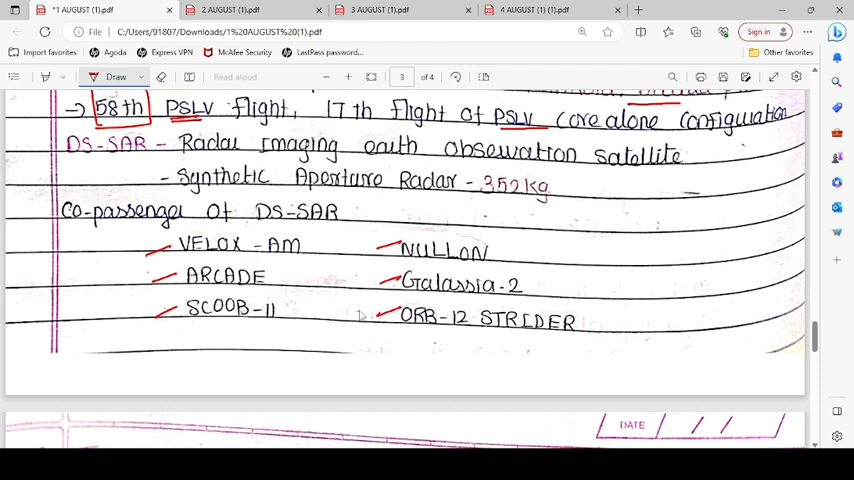 *1 AUGUST (1).pdf
2 AUGUST (1).pdf
3 AUGUST (1).pdf
4 AUGUST (1).pdf
C:/Users/91807/Downloads/1%20AUGUST%20(1).pdf
Sign in
Import favorites
Agoda
Express VPN
McAfee Security
LastPass password...
Other favorites
Draw
Read aloud
3 of 4
→ 58th PSLV flight, 17th flight of PSLV core alone configuration
DS-SAR - Radar Imaging earth observation satellite
- Synthetic Aperture Radar - 352 kg
Co-passenger Of DS-SAR
VELOX - AM NULLON
ARCADE Galassia-2
SCOOB-11 ORB-12 STRIDER
DATE / /